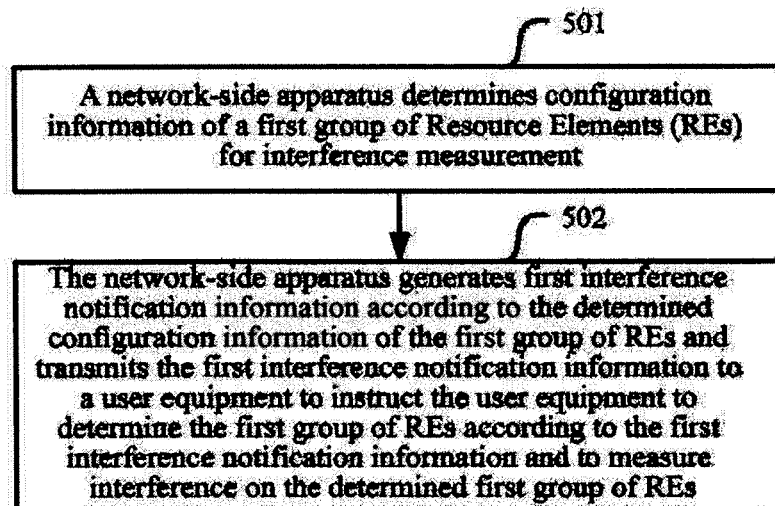 501
A network-side apparatus determines configuration
information of a first group of Resource Elements (REs)
for interference measurement
502
The network-side apparatus generates first interference
notification information according to the determined
configuration information of the first group of REs and
transmits the first interference notification information to
a user equipment to instruct the user equipment to
determine the first group of REs according to the first
interference notification information and to measure
interference on the determined first group of REs